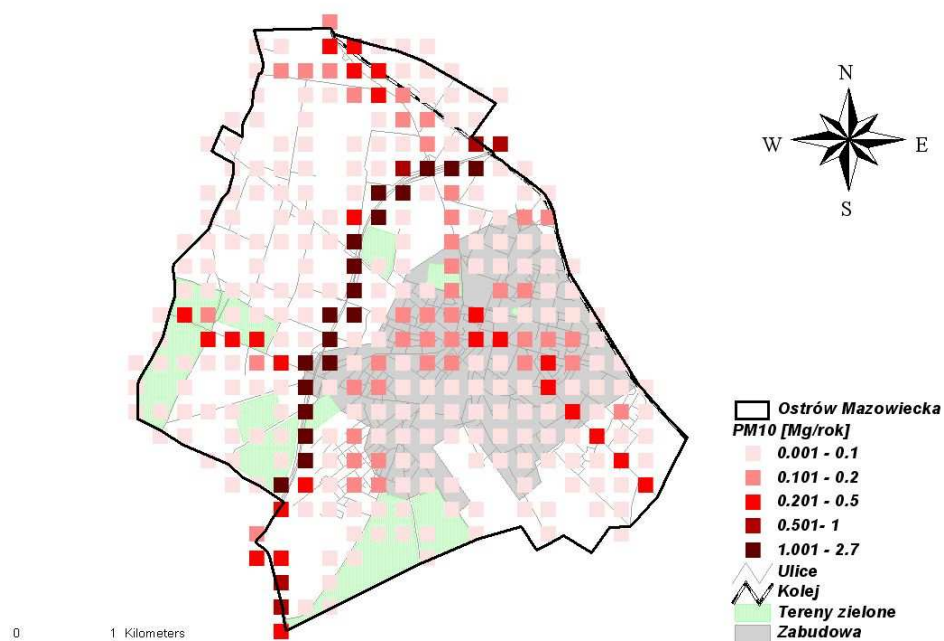 N
W E
S
Ostrów Mazowiecka
PM10 [Mg/rok]
0.001 - 0.1
0.101 - 0.2
0.201 - 0.5
0.501- 1
1.001 - 2.7
Ulice
Kolej
Tereny zielone
Zabudowa
0 1 Kilometers